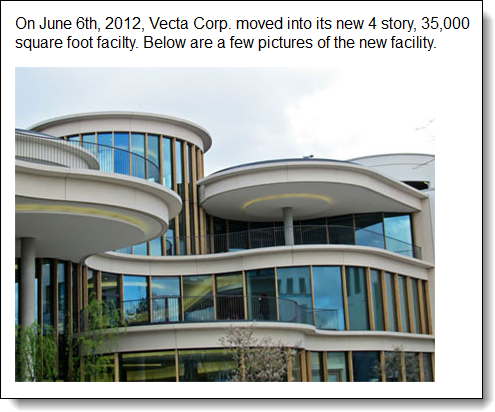 On June 6th, 2012, Vecta Corp. moved into its new 4 story, 35,000
square foot facilty. Below are a few pictures of the new facility.